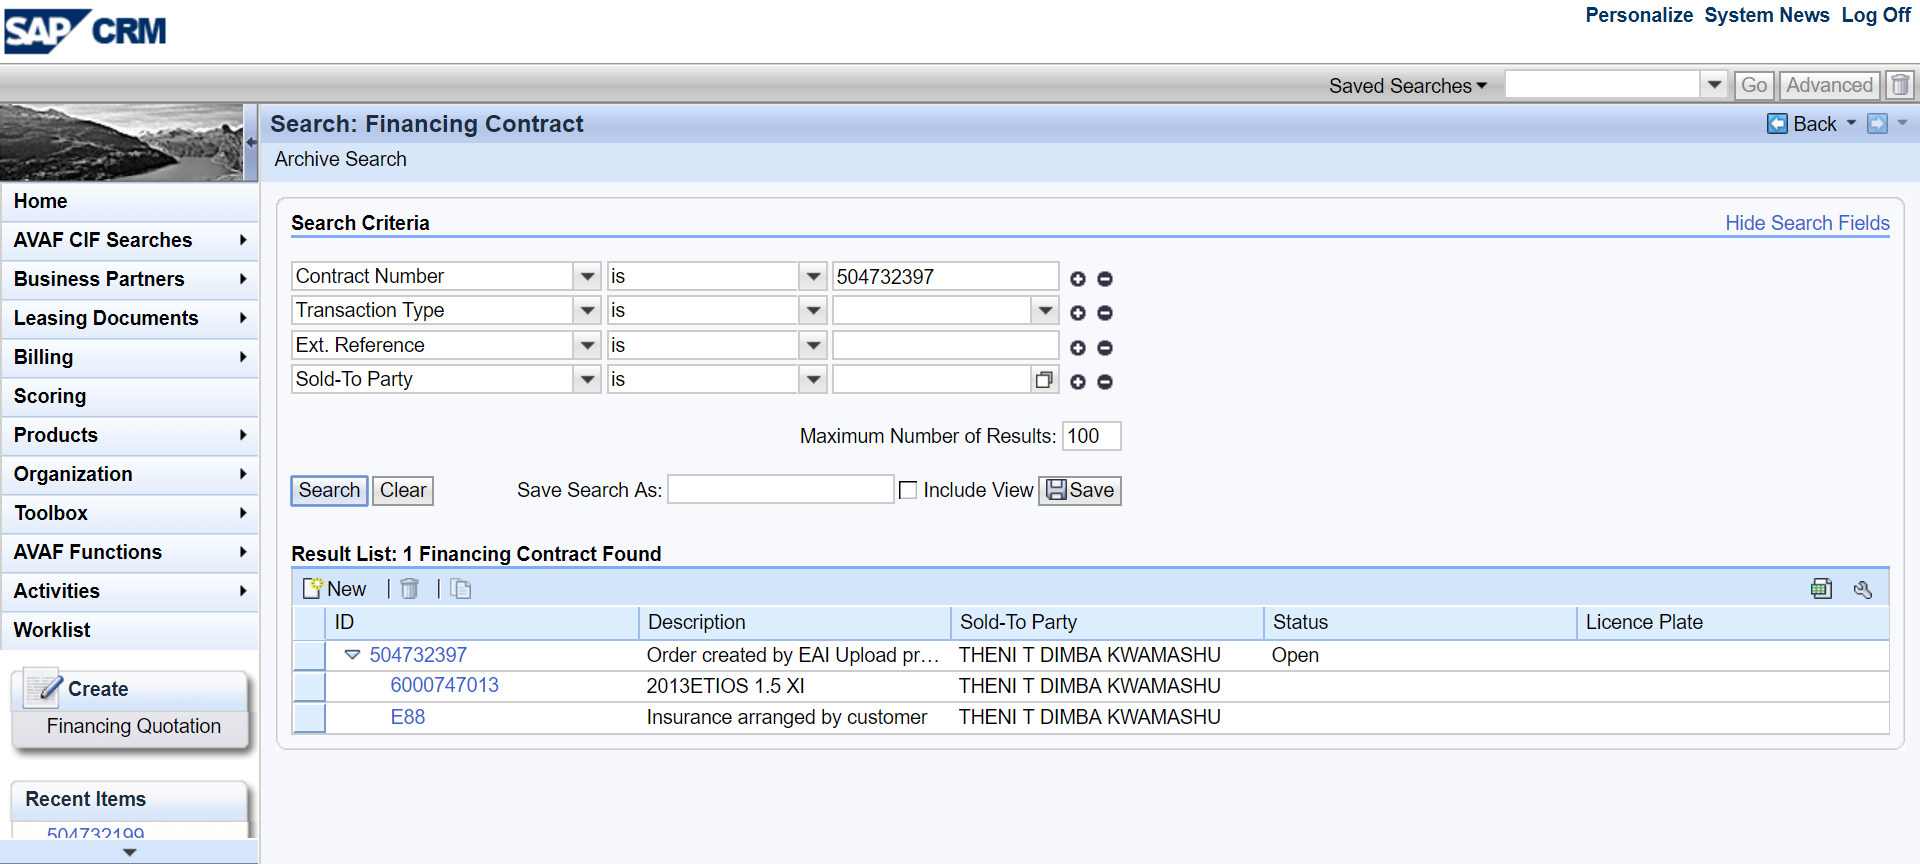 SAP CRM
Personalize System News Log Off
Saved Searches
Go
Advanced
Search: Financing Contract
Back
Archive Search
Home
AVAF CIF Searches
Business Partners
Leasing Documents
Billing
Scoring
Products
Organization
Toolbox
AVAF Functions
Activities
Worklist
Create
Financing Quotation
Recent Items
504732199
Search Criteria
Hide Search Fields
Contract Number is 504732397
Transaction Type is
Ext. Reference is
Sold-To Party is
Maximum Number of Results: 100
Search Clear Save Search As: Include View Save
Result List: 1 Financing Contract Found
New
ID Description Sold-To Party Status Licence Plate
504732397 Order created by EAI Upload pr... THENI T DIMBA KWAMASHU Open
6000747013 2013ETIOS 1.5 XI THENI T DIMBA KWAMASHU
E88 Insurance arranged by customer THENI T DIMBA KWAMASHU